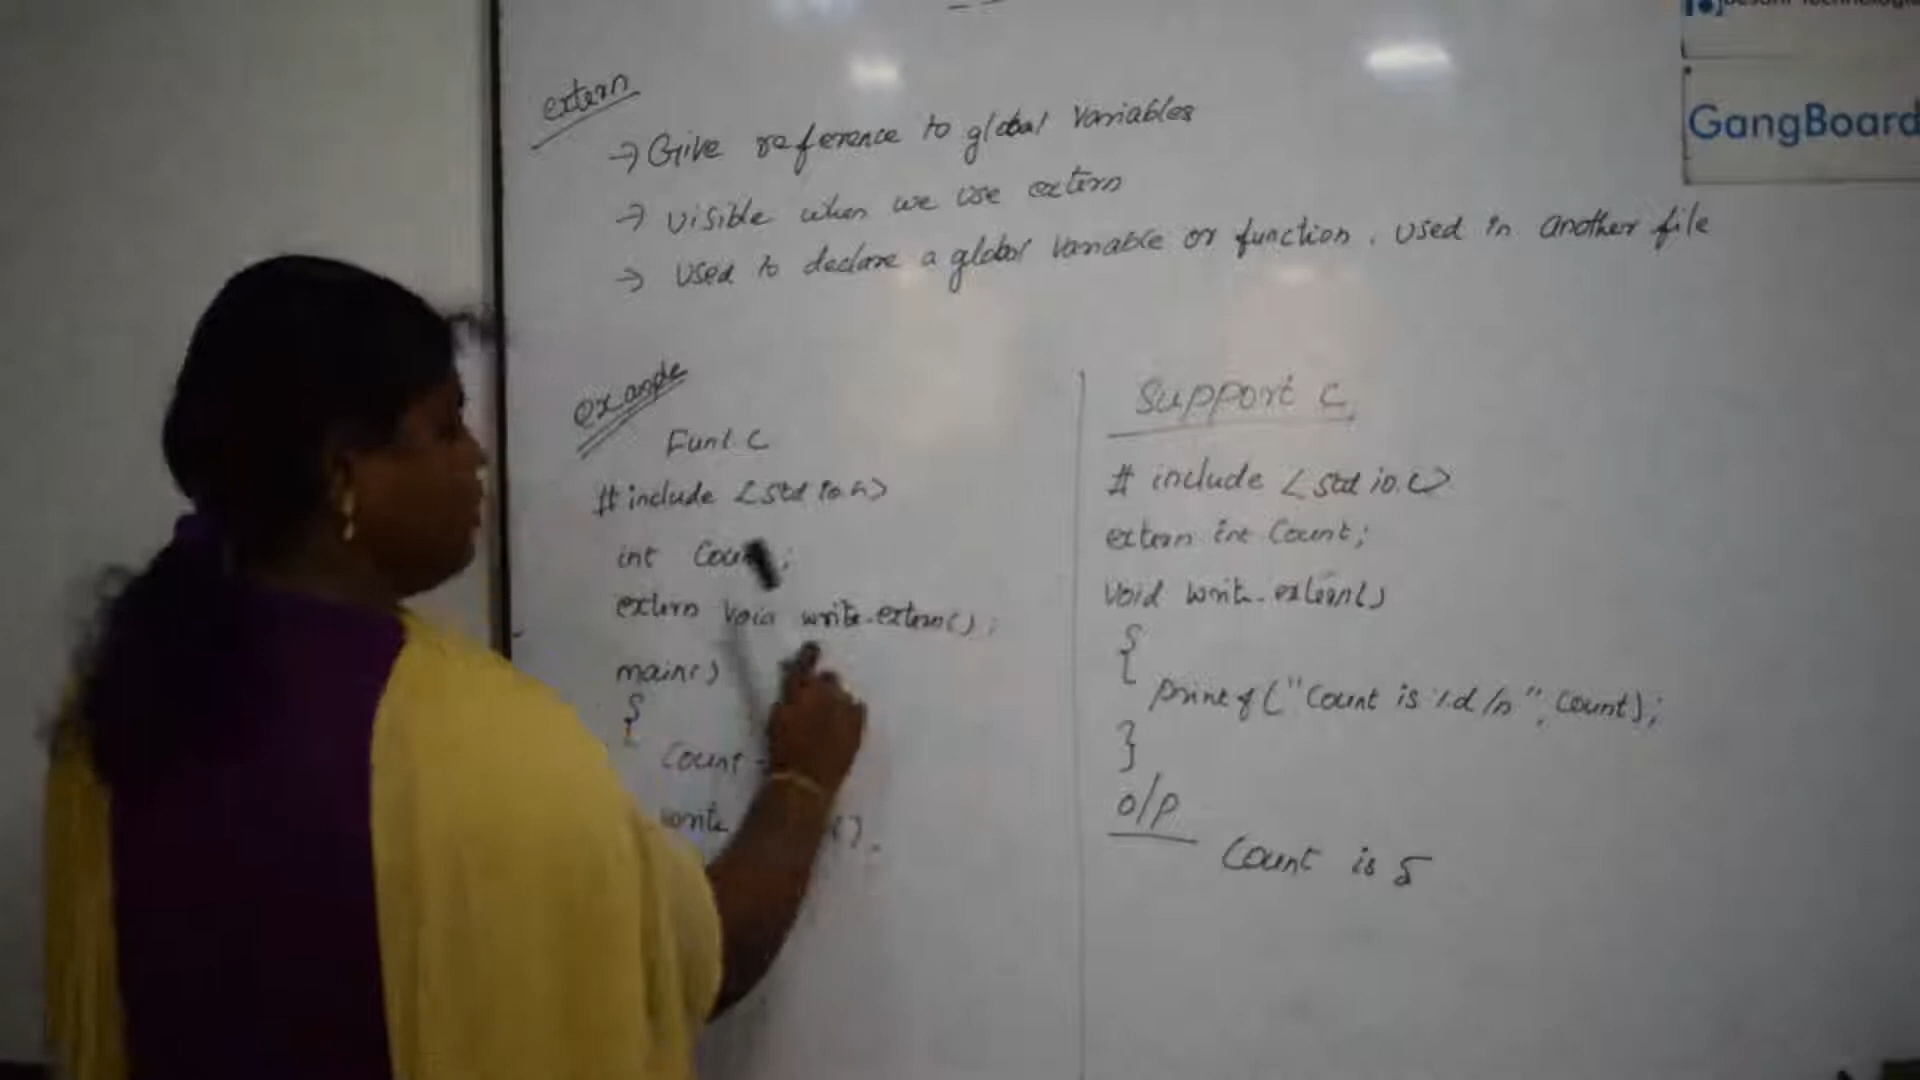 GangBoard
extern
→ Give reference to global variables
→ visible when we use extern
→ used to declare a global variable or function. used in another file
example
Fun1.c
#include <stdio.h>
int Count;
extern void write_extern();
main()
{
Count
write ();
Support c
# include <stdio.c>
extern int Count;
void write_extern()
{
printf("Count is %d /n", Count);
}
o/p
Count is 5